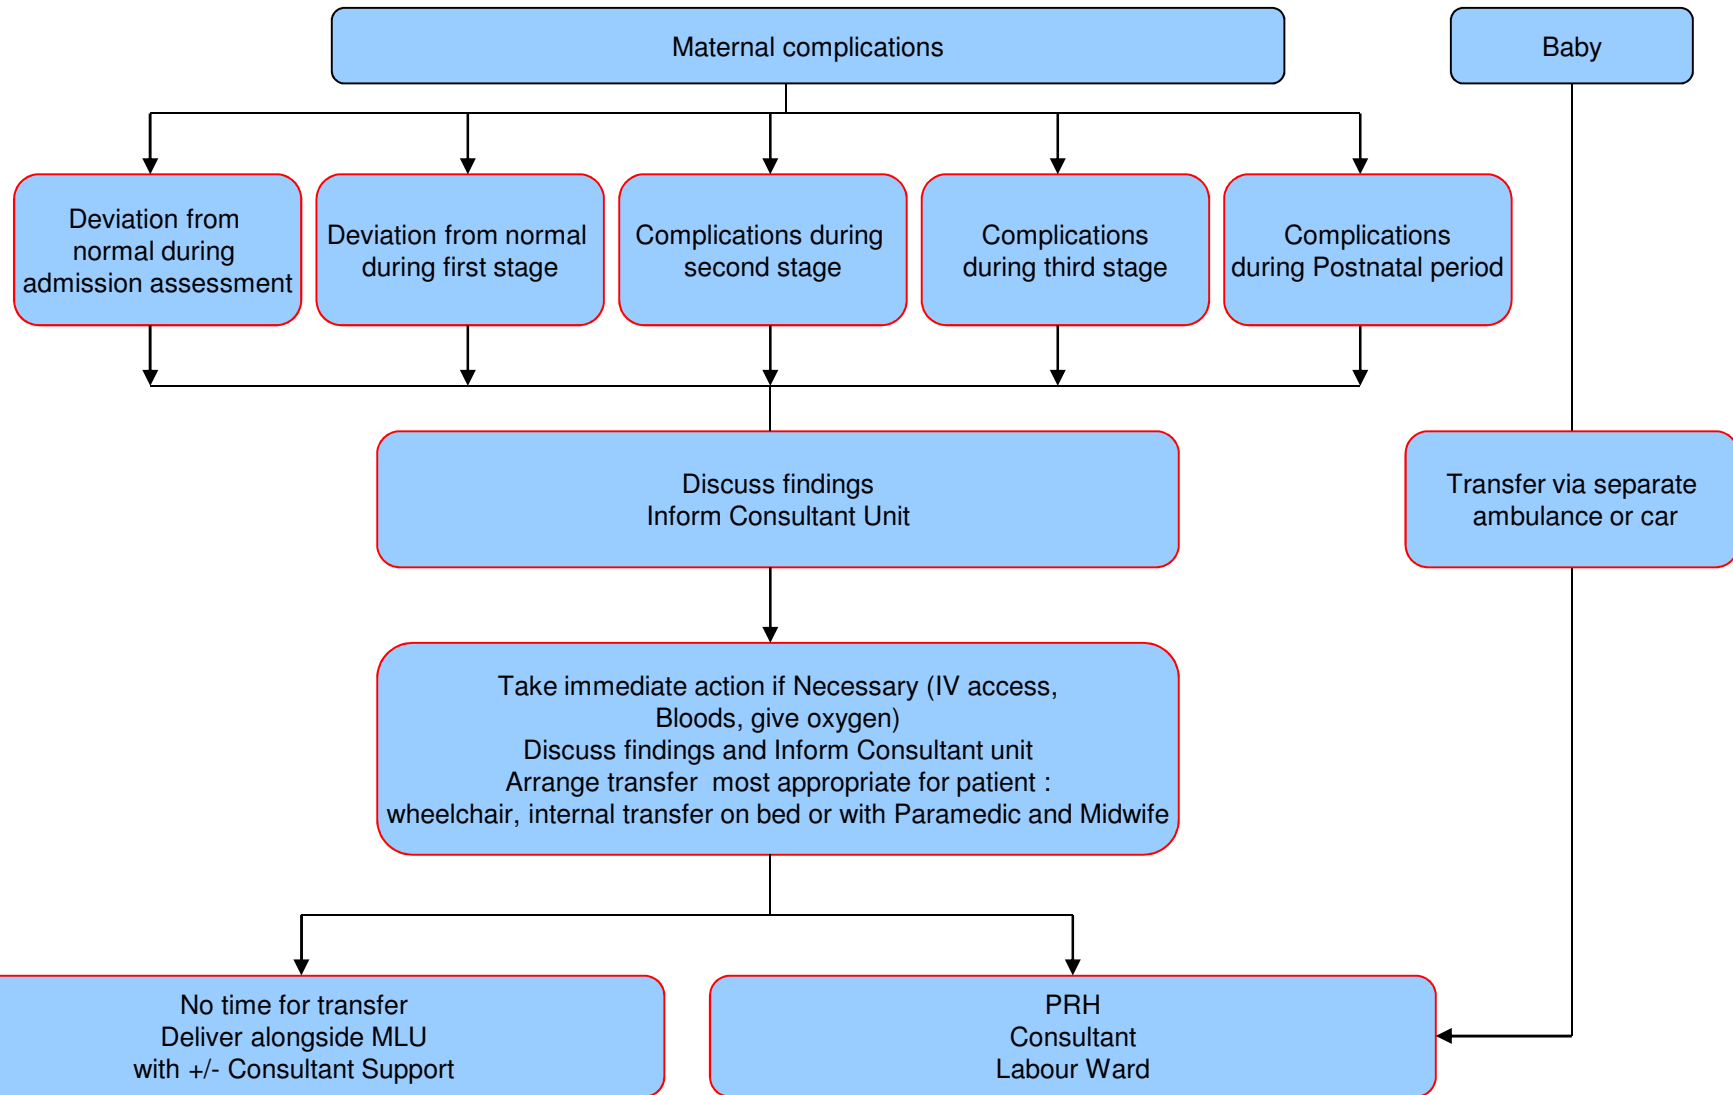 Maternal complications
Baby
Deviation from
normal during
admission assessment
Deviation from normal
during first stage
Complications during
second stage
Complications
during third stage
Complications
during Postnatal period
Discuss findings
Inform Consultant Unit
Transfer via separate
ambulance or car
Take immediate action if Necessary (IV access,
Bloods, give oxygen)
Discuss findings and Inform Consultant unit
Arrange transfer  most appropriate for patient :
wheelchair, internal transfer on bed or with Paramedic and Midwife
No time for transfer
Deliver alongside MLU
with +/- Consultant Support
PRH
Consultant
Labour Ward